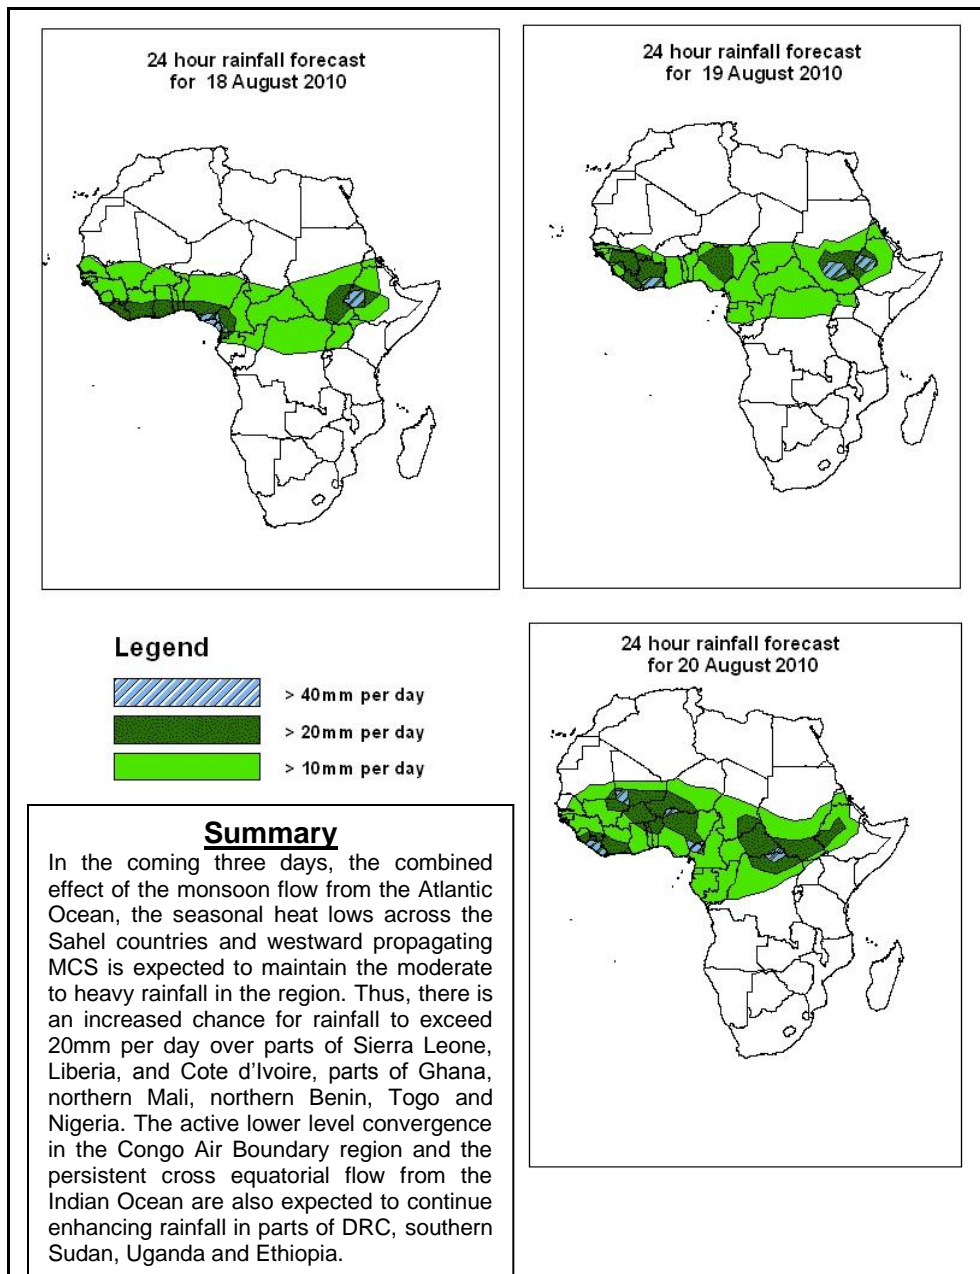 24 hour rainfall forecast
for 18 August 2010
24 hour rainfall forecast
for 19 August 2010
Legend
> 40mm per day
> 20mm per day
> 10mm per day
24 hour rainfall forecast
for 20 August 2010
Summary
In the coming three days, the combined
effect of the monsoon flow from the Atlantic
Ocean, the seasonal heat lows across the
Sahel countries and westward propagating
MCS is expected to maintain the moderate
to heavy rainfall in the region. Thus, there is
an increased chance for rainfall to exceed
20mm per day over parts of Sierra Leone,
Liberia, and Cote d’Ivoire, parts of Ghana,
northern Mali, northern Benin, Togo and
Nigeria. The active lower level convergence
in the Congo Air Boundary region and the
persistent cross equatorial flow from the
Indian Ocean are also expected to continue
enhancing rainfall in parts of DRC, southern
Sudan, Uganda and Ethiopia.